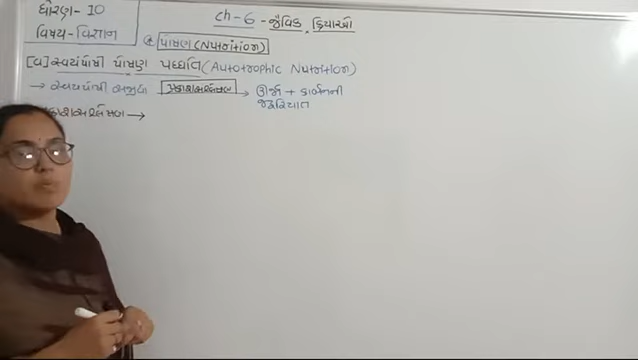 ધોરણ- 10
વિષય- વિજ્ઞાન
ch-6 - જૈવિક ક્રિયાઓ
પોષણ (Nutrition)
[v] સ્વયંપોષી પોષણ પધ્ધતિ (Autotrophic Nutrition)
→ સ્વયંપોષી સજીવો પ્રકાશસંશ્લેષણ → ઊર્જા + કાર્બનની
જરૂરિયાત
પ્રકાશસંશ્લેષણ →